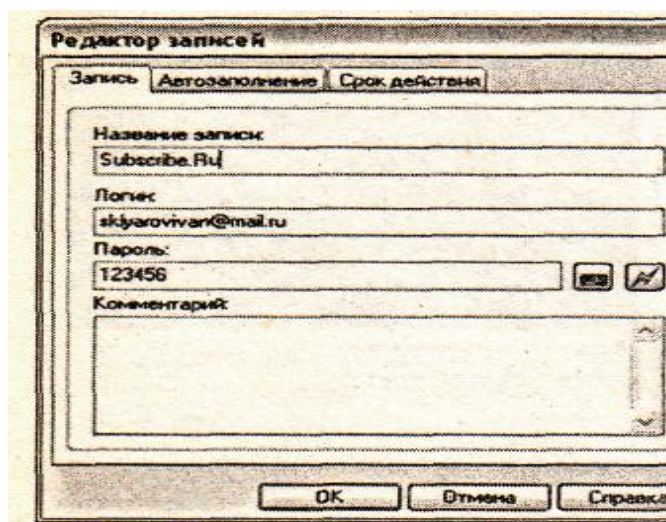 Редактор записей
Запись Автозаполнение Срок действия
Название записи:
Subscribe.Ru
Логин:
sklyarovivan@mail.ru
Пароль:
123456
Комментарий:
OK Отмена Справка